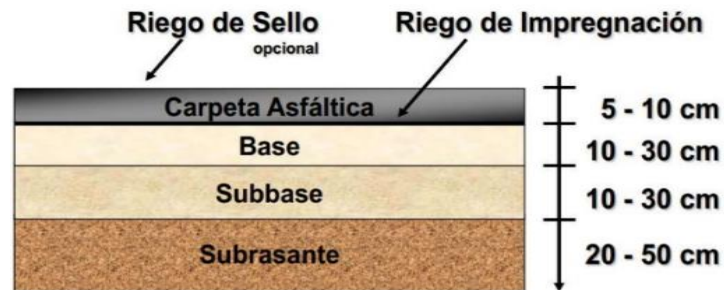 Riego de Sello
opcional
Riego de Impregnación
Carpeta Asfáltica
5 - 10 cm
Base
10 - 30 cm
Subbase
10 - 30 cm
Subrasante
20 - 50 cm